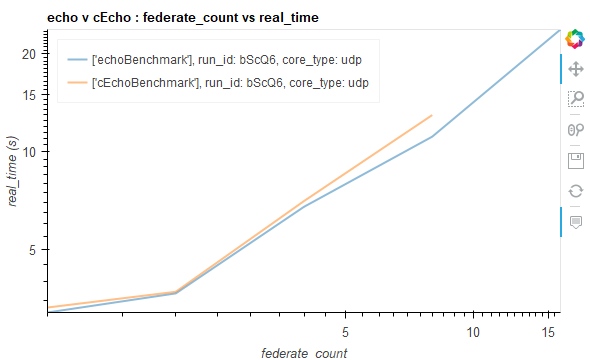 echo v cEcho : federate_count vs real_time
['echoBenchmark'], run_id: bScQ6, core_type: udp
['cEchoBenchmark'], run_id: bScQ6, core_type: udp
real_time (s)
20
15
10
5
5
10
15
federate_count